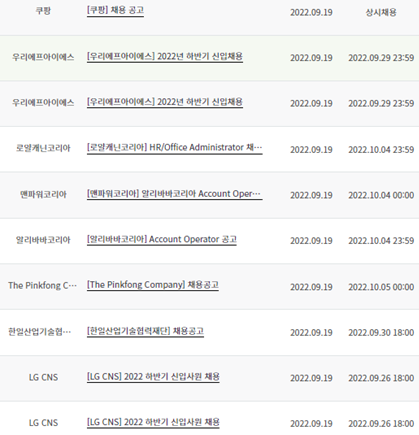 쿠팡 [쿠팡] 채용 공고 2022.09.19 상시채용
우리에프아이에스 [우리에프아이에스] 2022년 하반기 신입채용 2022.09.19 2022.09.29 23:59
우리에프아이에스 [우리에프아이에스] 2022년 하반기 신입채용 2022.09.19 2022.09.29 23:59
로얄캐닌코리아 [로얄캐닌코리아] HR/Office Administrator 채… 2022.09.19 2022.10.04 23:59
맨파워코리아 [맨파워코리아] 알리바바코리아 Account Oper… 2022.09.19 2022.10.04 00:00
알리바바코리아 [알리바바코리아] Account Operator 공고 2022.09.19 2022.10.04 23:59
The Pinkfong C… [The Pinkfong Company] 채용공고 2022.09.19 2022.10.05 00:00
한일산업기술협… [한일산업기술협력재단] 채용공고 2022.09.19 2022.09.30 18:00
LG CNS [LG CNS] 2022 하반기 신입사원 채용 2022.09.19 2022.09.26 18:00
LG CNS [LG CNS] 2022 하반기 신입사원 채용 2022.09.19 2022.09.26 18:00